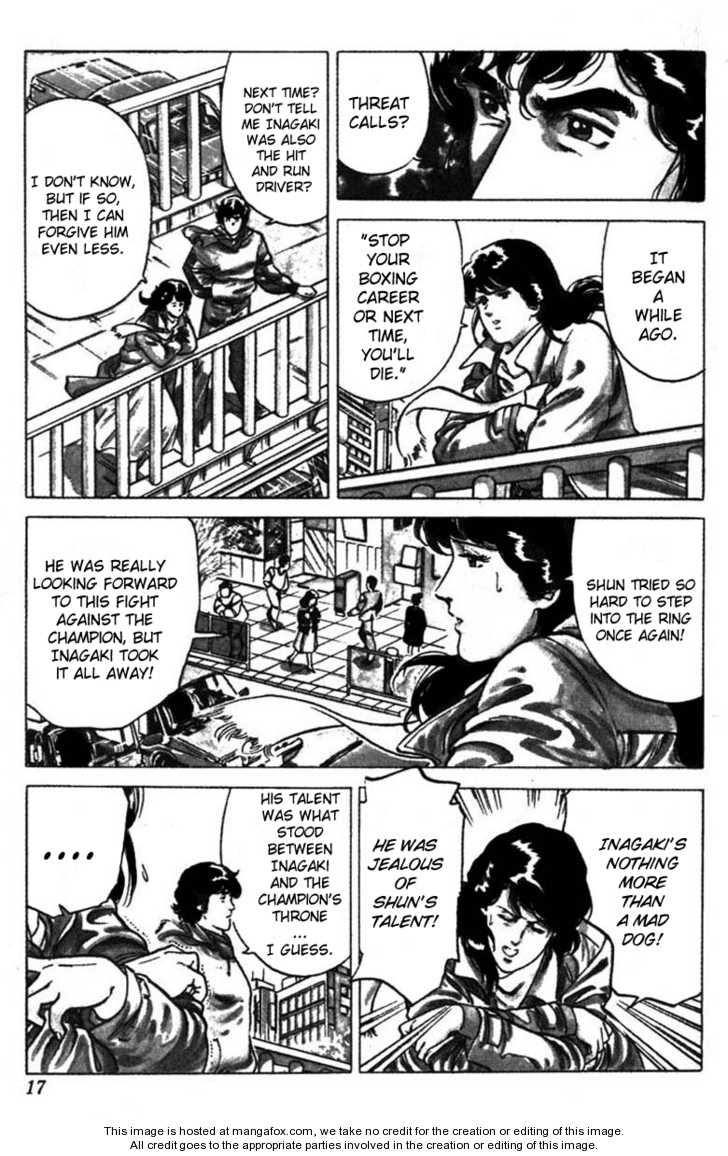 THREAT
CALLS?
NEXT TIME?
DON'T TELL
ME INAGAKI
WAS ALSO
THE HIT
AND RUN
DRIVER?
I DON'T KNOW,
BUT IF SO,
THEN I CAN
FORGIVE HIM
EVEN LESS.
IT
BEGAN
A
WHILE
AGO.
"STOP
YOUR
BOXING
CAREER
OR NEXT
TIME,
YOU'LL
DIE."
SHUN TRIED SO
HARD TO STEP
INTO THE RING
ONCE AGAIN!
HE WAS REALLY
LOOKING FORWARD
TO THIS FIGHT
AGAINST THE
CHAMPION, BUT
INAGAKI TOOK
IT ALL AWAY!
INAGAKI'S
NOTHING
MORE
THAN
A MAD
DOG!
HE WAS
JEALOUS
OF
SHUN'S
TALENT!
HIS TALENT
WAS WHAT
STOOD
BETWEEN
INAGAKI
AND THE
CHAMPION'S
THRONE
...
I GUESS.
....
17
This image is hosted at mangafox.com, we take no credit for the creation or editing of this image.
All credit goes to the appropriate parties involved in the creation or editing of this image.